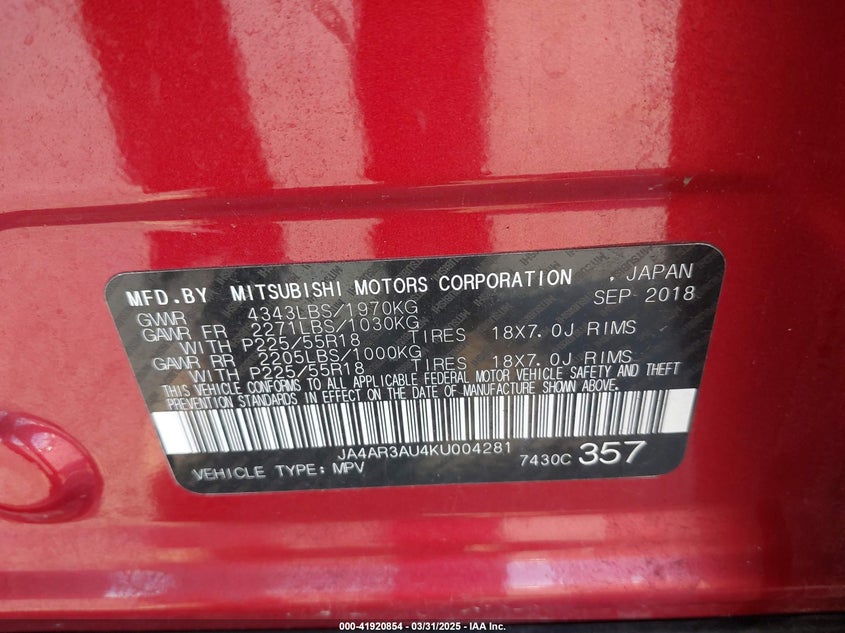 MFD.BY MITSUBISHI MOTORS CORPORATION . JAPAN
GVWR 4343LBS/1970KG SEP 2018
GAWR FR 2271LBS/1030KG
WITH P225/55R18 TIRES 18X7.0J RIMS
GAWR RR 2205LBS/1000KG
WITH P225/55R18 TIRES 18X7.0J RIMS
THIS VEHICLE CONFORMS TO ALL APPLICABLE FEDERAL MOTOR VEHICLE SAFETY AND THEFT
PREVENTION STANDARDS IN EFFECT ON THE DATE OF MANUFACTURE SHOWN ABOVE.
JA4AR3AU4KU004281
VEHICLE TYPE: MPV 7430C 357
000-41920854 - 03/31/2025 - IAA Inc.